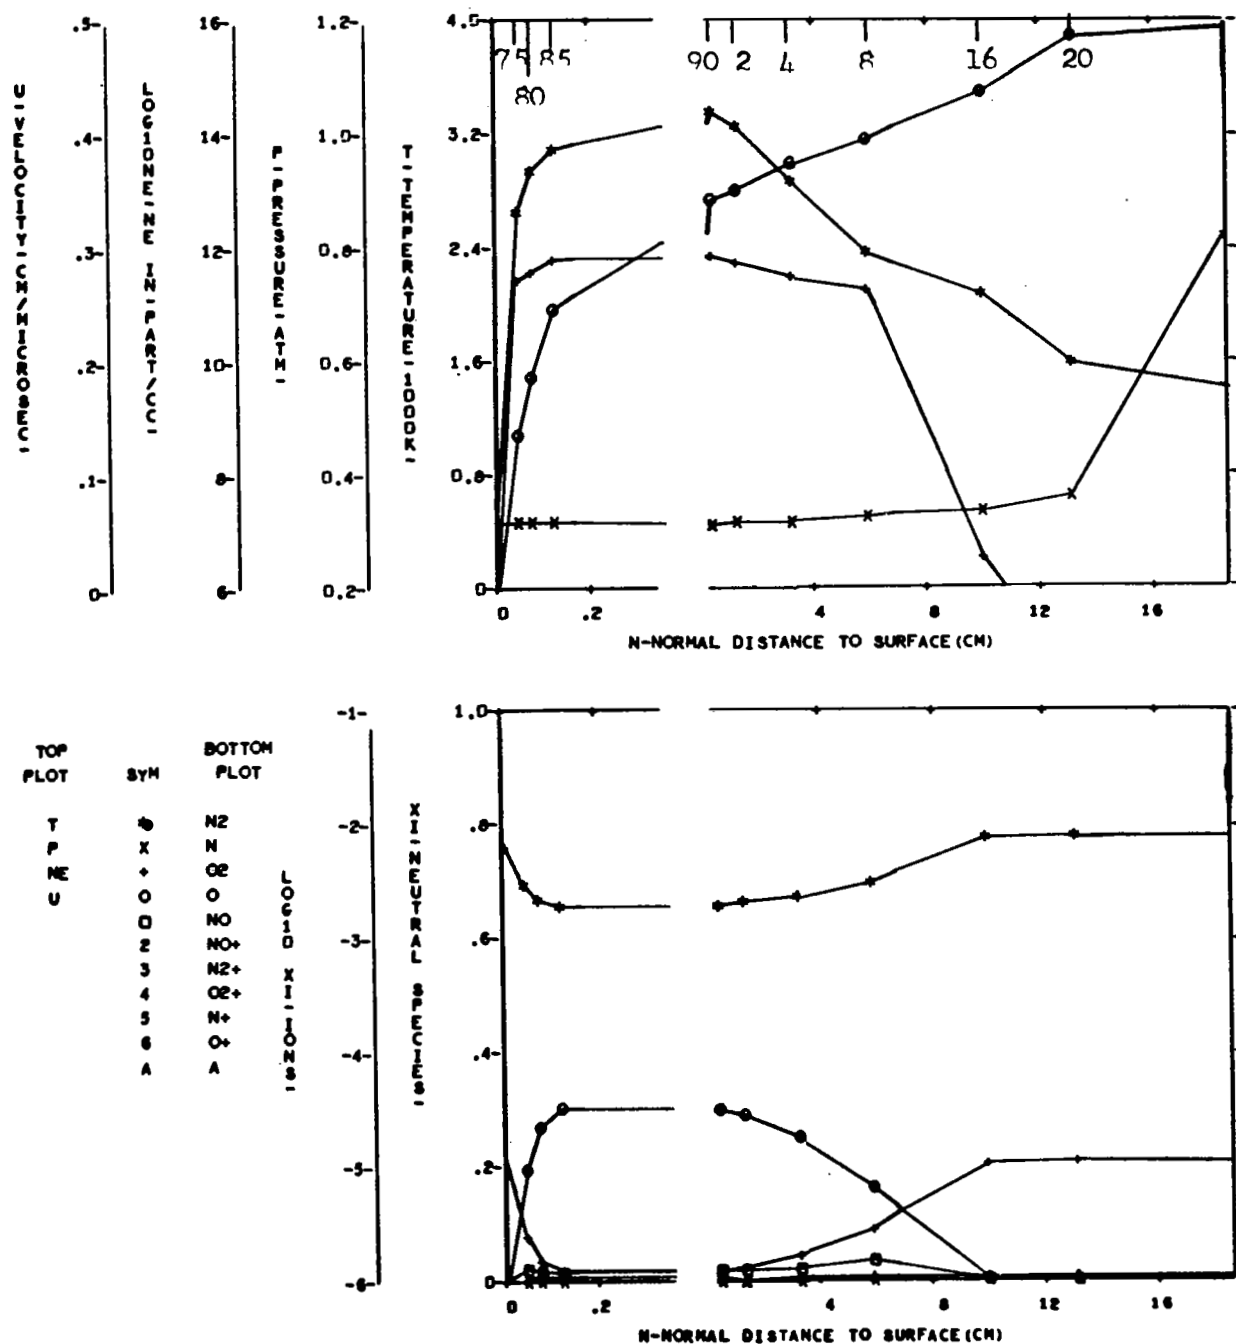 .5-
16-
1.2-
4.5
75 85
80
90 2 4 8 16 20
.4-
14-
1.0-
3.2
.3-
12-
0.8-
2.4
.2-
10-
0.6-
1.6
.1-
8-
0.4-
0.8
0-
6-
0.2-
0-
U-VELOCITY-CM/MICROSEC-
LOG10NE-NE IN-PART/CC-
P-PRESSURE-ATM-
T-TEMPERATURE-1000K-
0 .2 4 8 12 16
N-NORMAL DISTANCE TO SURFACE(CM)
-1-
1.0
TOP PLOT SYM BOTTOM PLOT
T * N2
P X N
NE + O2
U O O
□ NO
2 NO+
3 N2+
4 O2+
5 N+
6 O+
A A
-2-
-3-
-4-
-5-
-6-
LOG10 XI-IONS-
.8
.6
.4
.2
0
XI-NEUTRAL SPECIES-
0 .2 4 8 12 16
N-NORMAL DISTANCE TO SURFACE(CM)